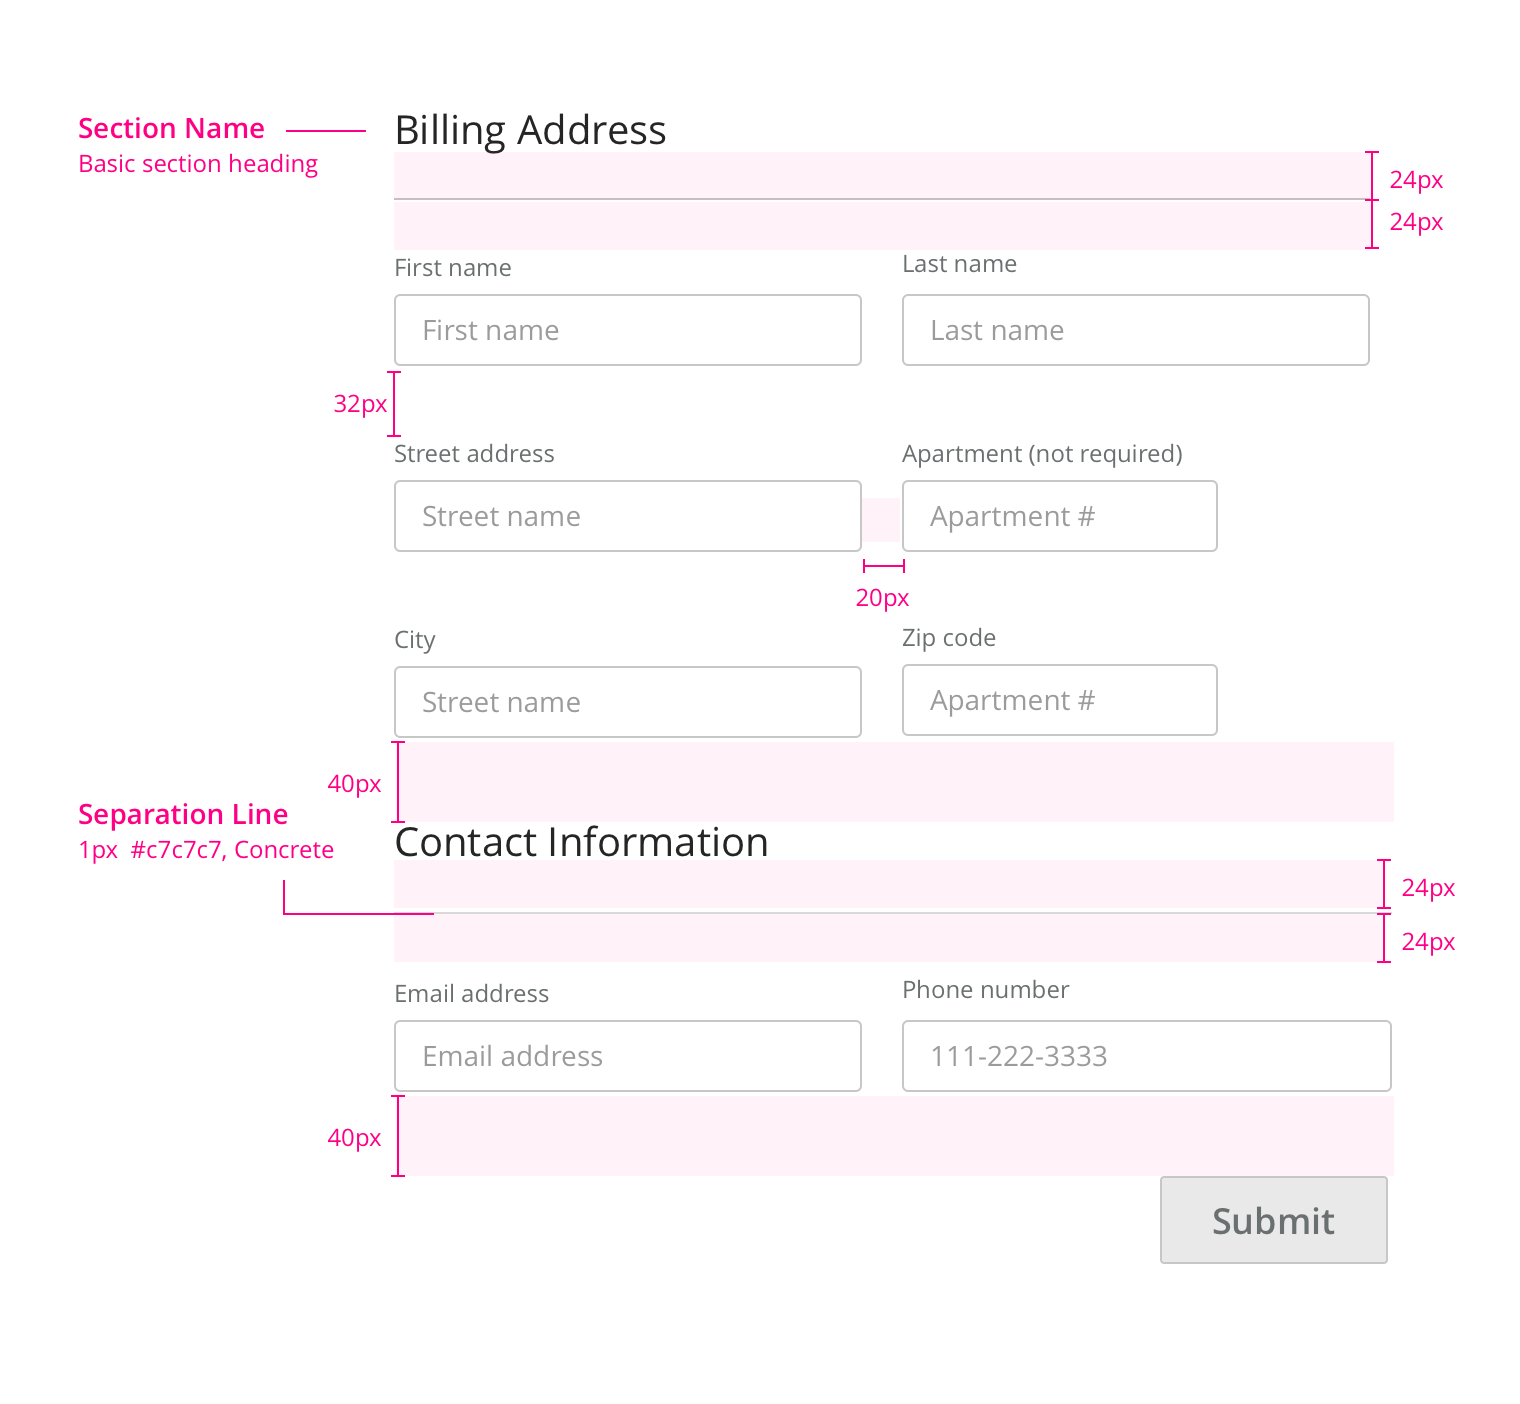 Section Name
Basic section heading
Billing Address
24px
24px
First name
Last name
First name
Last name
32px
Street address
Apartment (not required)
Street name
Apartment #
20px
City
Zip code
Street name
Apartment #
40px
Separation Line
1px  #c7c7c7, Concrete
Contact Information
24px
24px
Email address
Phone number
Email address
111-222-3333
40px
Submit